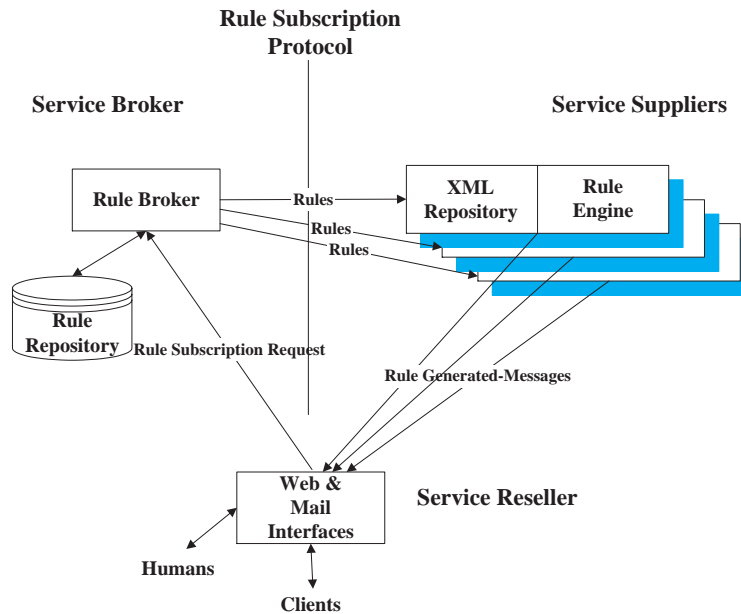 Rule Subscription
Protocol
Service Broker
Service Suppliers
Rule Broker
Rules
Rules
Rules
XML
Repository
Rule
Engine
Rule
Repository
Rule Subscription Request
Rule Generated-Messages
Web &
Mail
Interfaces
Service Reseller
Humans
Clients